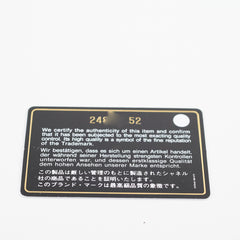 248 52
We certify the authenticity of this item and confirm
that it has been subjected to the most exacting quality
control. Its high quality is a symbol of the fine reputation
of the Trademark.
Wir bestätigen, dass es sich um einen Artikel handelt,
der während seiner Herstellung strengsten Kontrollen
unterworfen war, und dessen hohe Qualität dem
besonderen Ansehen unserer Marke entspricht.
この製品は厳しい管理のもとに製造されたシャネル
社の商品であることを証明いたします。
このブランド・マークは最高級品質の象徴です。